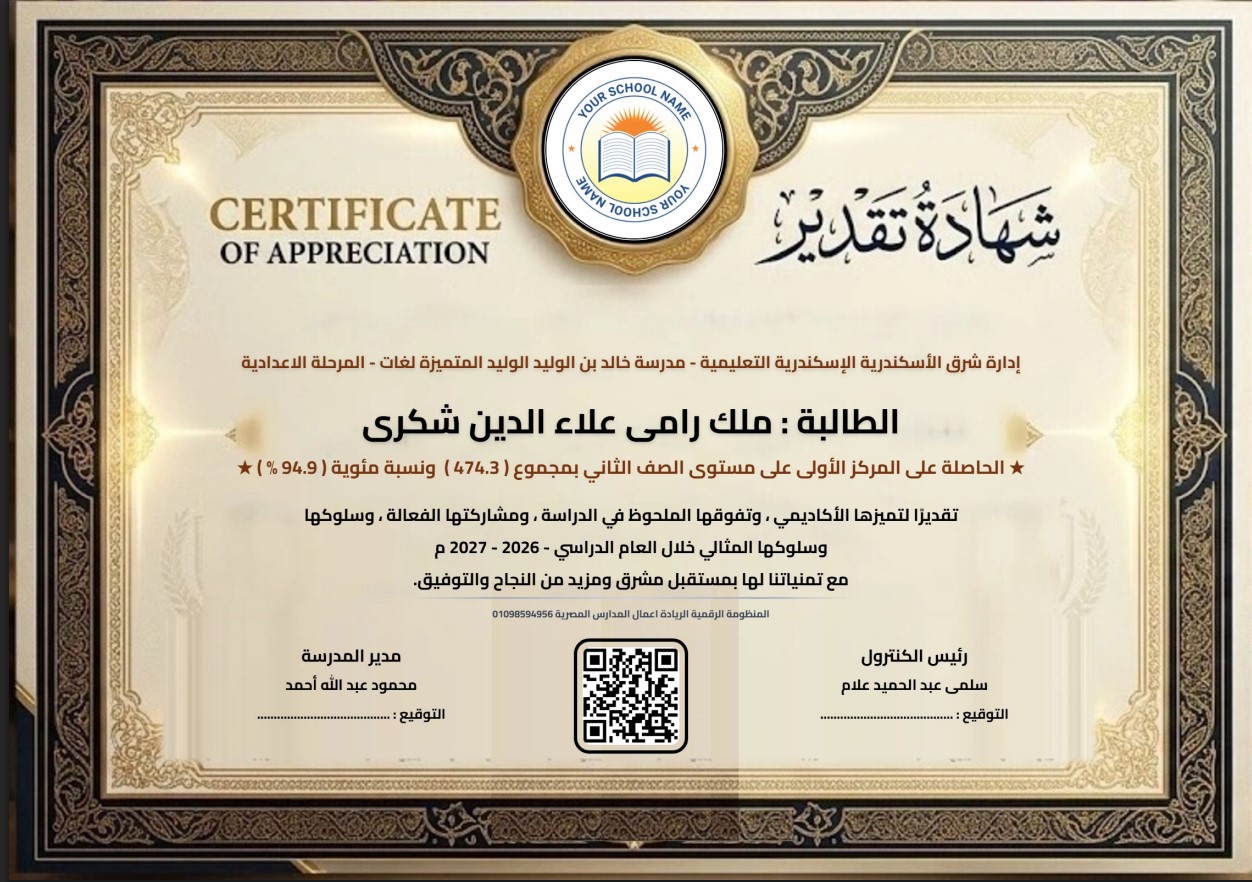 YOUR SCHOOL NAME
YOUR SCHOOL NAME
CERTIFICATE
OF APPRECIATION
شَهَادَةُ تَقْدِير
إدارة شرق الأسكندرية الإسكندرية التعليمية - مدرسة خالد بن الوليد الوليد المتميزة لغات - المرحلة الاعدادية
الطالبة : ملك رامى علاء الدين شكرى
★ الحاصلة على المركز الأولى على مستوى الصف الثاني بمجموع ( 474.3 ) ونسبة مئوية ( 94.9 % ) ★
تقديرًا لتميزها الأكاديمي ، وتفوقها الملحوظ في الدراسة ، ومشاركتها الفعالة ، وسلوكها
وسلوكها المثالي خلال العام الدراسي - 2026 - 2027 م
مع تمنياتنا لها بمستقبل مشرق ومزيد من النجاح والتوفيق.
المنظومة الرقمية الريادة اعمال المدارس المصرية 01098594956
رئيس الكنترول
سلمى عبد الحميد علام
التوقيع : ........................................
مدير المدرسة
محمود عبد الله أحمد
التوقيع : ........................................